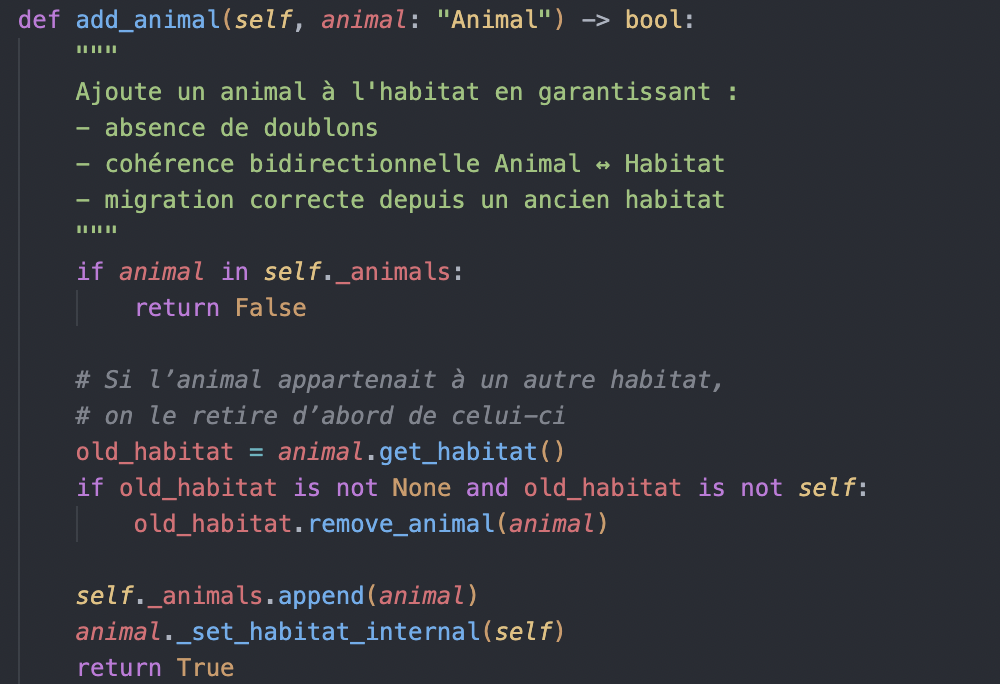 def add_animal(self, animal: "Animal") -> bool:
    """
    Ajoute un animal à l'habitat en garantissant :
    - absence de doublons
    - cohérence bidirectionnelle Animal ↔ Habitat
    - migration correcte depuis un ancien habitat
    """
    if animal in self._animals:
        return False

    # Si l’animal appartenait à un autre habitat,
    # on le retire d’abord de celui-ci
    old_habitat = animal.get_habitat()
    if old_habitat is not None and old_habitat is not self:
        old_habitat.remove_animal(animal)

    self._animals.append(animal)
    animal._set_habitat_internal(self)
    return True